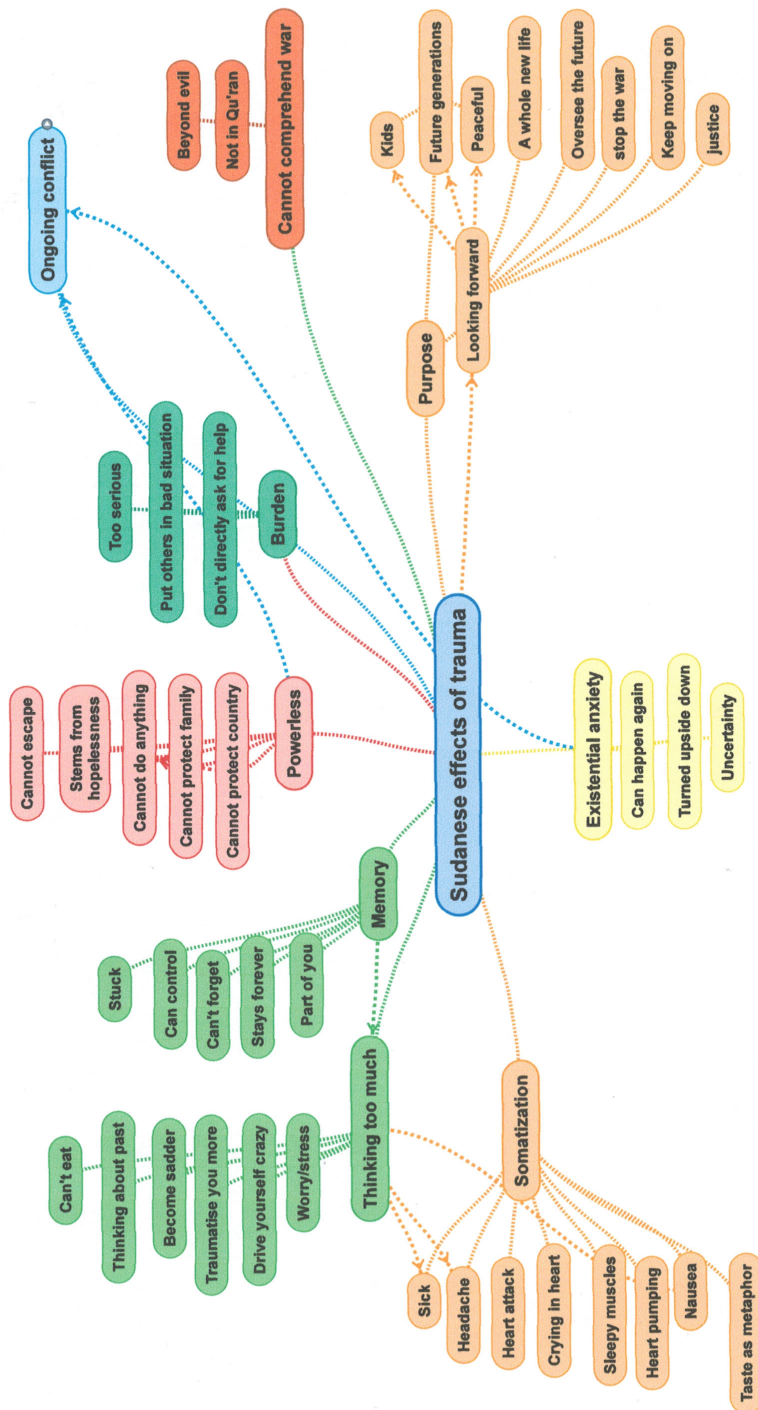 Sudanese effects of trauma
Thinking too much
Can't eat
Thinking about past
Become sadder
Traumatise you more
Drive yourself crazy
Worry/stress
Memory
Stuck
Can control
Can't forget
Stays forever
Part of you
Powerless
Cannot escape
Stems from
hopelessness
Cannot do anything
Cannot protect family
Cannot protect country
Burden
Too serious
Put others in bad situation
Don't directly ask for help
Ongoing conflict
Cannot comprehend war
Beyond evil
Not in Qu'ran
Somatization
Sick
Headache
Heart attack
Crying in heart
Sleepy muscles
Heart pumping
Nausea
Taste as metaphor
Existential anxiety
Can happen again
Turned upside down
Uncertainty
Purpose
Looking forward
Kids
Future generations
Peaceful
A whole new life
Oversee the future
stop the war
Keep moving on
justice